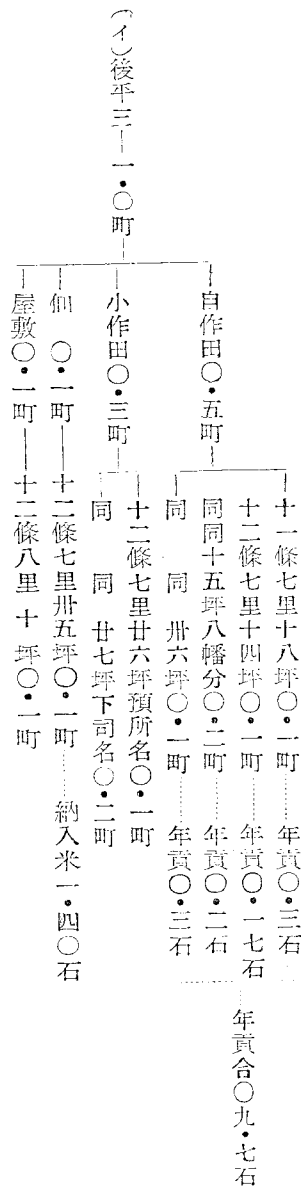 (イ)後平三―一・〇町
自作田〇・五町
十一條七里十八坪〇・一町……年貢〇・三石
十二條七里十四坪〇・一町……年貢〇・一七石
同同十五坪八幡分〇・二町……年貢〇・二石
同　同　卅六坪〇・一町……年貢〇・三石
年貢合〇九・七石
小作田〇・三町
十二條七里廿六坪預所名〇・一町
同　同　廿七坪下司名〇・二町
佃　〇・一町――十二條七里卅五坪〇・一町……納入米一・四〇石
屋敷〇・一町――十二條八里十坪〇・一町